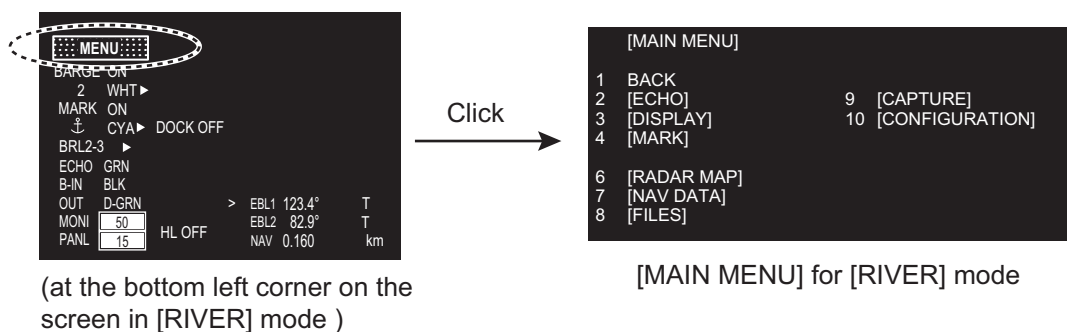 MENU
BARGE ON
2 WHT▶
MARK ON
⚓ CYA▶ DOCK OFF
BRL2-3 ▶
ECHO GRN
B-IN BLK
OUT D-GRN > EBL1 123.4° T
MONI 50 HL OFF EBL2 82.9° T
PANL 15 NAV 0.160 km
(at the bottom left corner on the
screen in [RIVER] mode )
Click
[MAIN MENU]
1 BACK
2 [ECHO] 9 [CAPTURE]
3 [DISPLAY] 10 [CONFIGURATION]
4 [MARK]
6 [RADAR MAP]
7 [NAV DATA]
8 [FILES]
[MAIN MENU] for [RIVER] mode